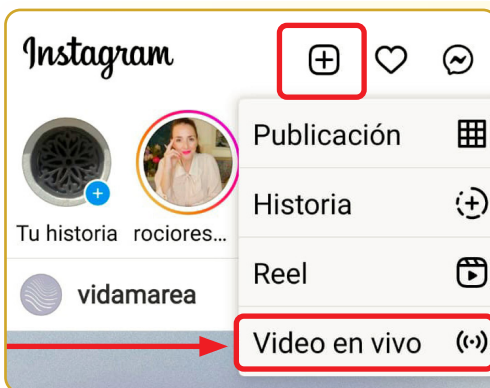 Instagram
Publicación
Historia
Reel
Video en vivo
Tu historia rociores...
vidamarea